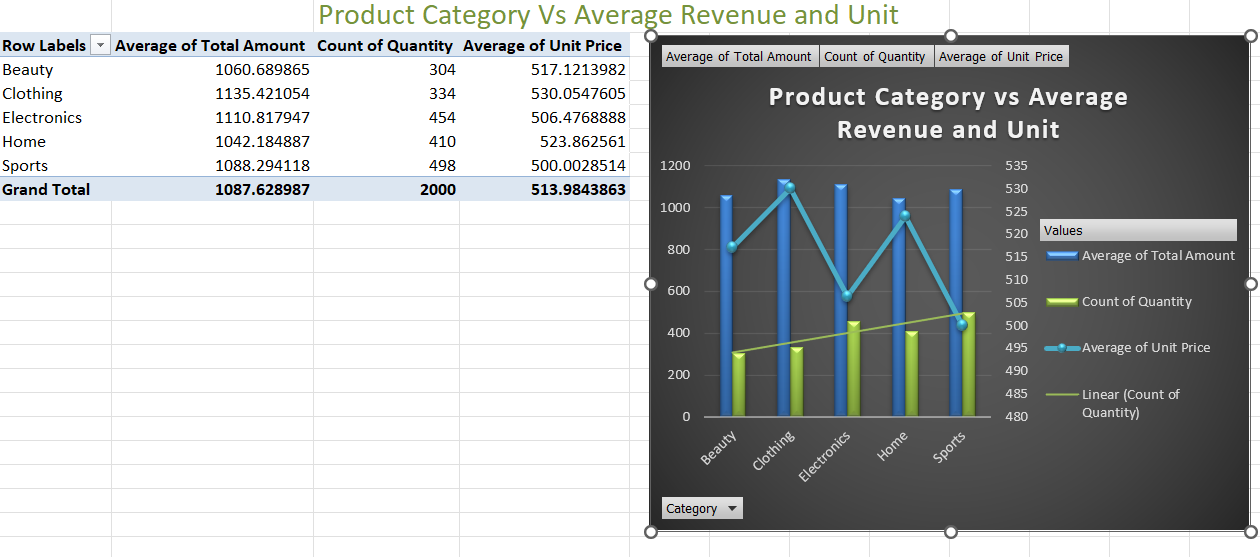 Product Category Vs Average Revenue and Unit
Row Labels Average of Total Amount Count of Quantity Average of Unit Price
Beauty 1060.689865 304 517.1213982
Clothing 1135.421054 334 530.0547605
Electronics 1110.817947 454 506.4768888
Home 1042.184887 410 523.862561
Sports 1088.294118 498 500.0028514
Grand Total 1087.628987 2000 513.9843863
Average of Total Amount Count of Quantity Average of Unit Price
Product Category vs Average
Revenue and Unit
1200
1000
800
600
400
200
0
535
530
525
520
515
510
505
500
495
490
485
480
Beauty
Clothing
Electronics
Home
Sports
Values
Average of Total Amount
Count of Quantity
Average of Unit Price
Linear (Count of
Quantity)
Category